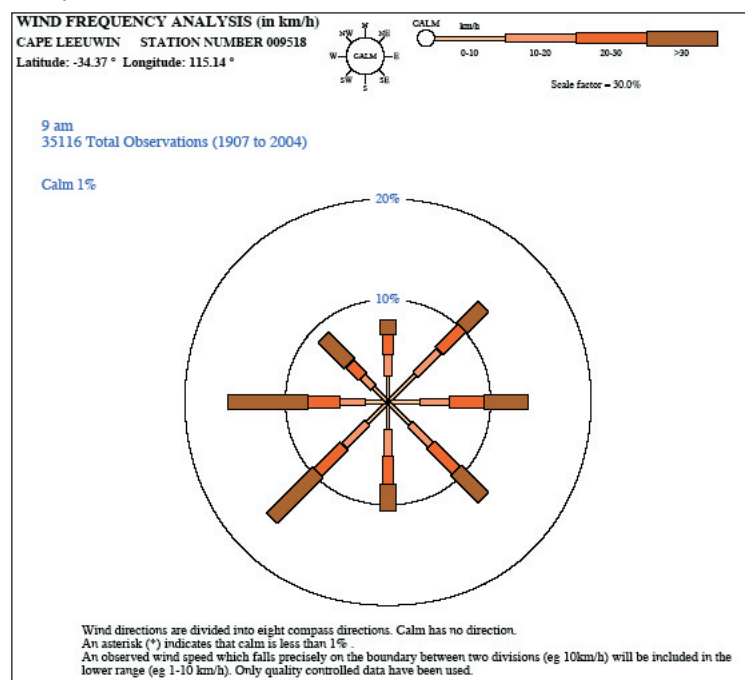 WIND FREQUENCY ANALYSIS (in km/h)
CAPE LEEUWIN STATION NUMBER 009518
Latitude: -34.37 ° Longitude: 115.14 °
N
NW NE
W CALM E
SW SE
S
CALM km/h
0-10 10-20 20-30 >30
Scale factor = 30.0%
9 am
35116 Total Observations (1907 to 2004)
Calm 1%
20%
10%
Wind directions are divided into eight compass directions. Calm has no direction.
An asterisk (*) indicates that calm is less than 1% .
An observed wind speed which falls precisely on the boundary between two divisions (eg 10km/h) will be included in the
lower range (eg 1-10 km/h). Only quality controlled data have been used.